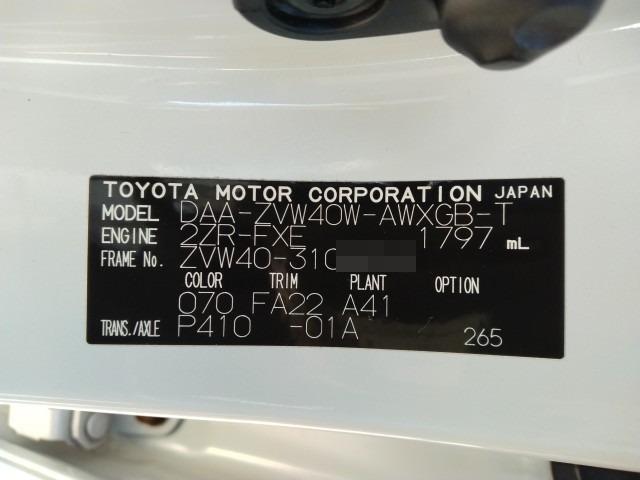 TOYOTA MOTOR CORPORATION JAPAN
MODEL DAA-ZVW40W-AWXGB-T
ENGINE 2ZR-FXE 1797 mL
FRAME No. ZVW40-310
COLOR TRIM PLANT OPTION
070 FA22 A41
TRANS./AXLE P410 -01A 265